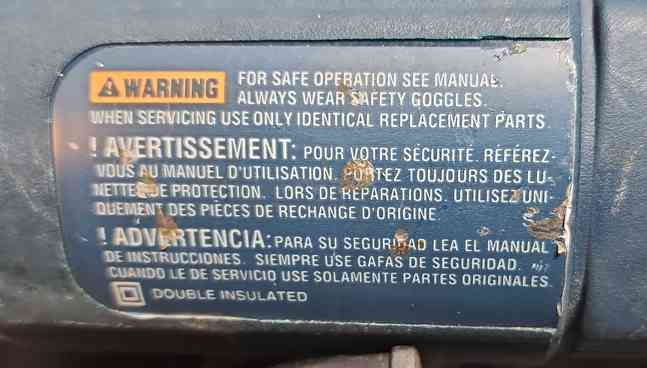 WARNING FOR SAFE OPERATION SEE MANUAL.
ALWAYS WEAR SAFETY GOGGLES.
WHEN SERVICING USE ONLY IDENTICAL REPLACEMENT PARTS.
! AVERTISSEMENT: POUR VOTRE SÉCURITÉ. RÉFÉREZ-
VOUS AU MANUEL D'UTILISATION. PORTEZ TOUJOURS DES LU-
NETTES DE PROTECTION. LORS DE RÉPARATIONS. UTILISEZ UNI-
QUEMENT DES PIÈCES DE RECHANGE D'ORIGINE.
! ADVERTENCIA: PARA SU SEGURIDAD LEA EL MANUAL
DE INSTRUCCIONES. SIEMPRE USE GAFAS DE SEGURIDAD.
CUANDO LE DE SERVICIO USE SOLAMENTE PARTES ORIGINALES.
DOUBLE INSULATED